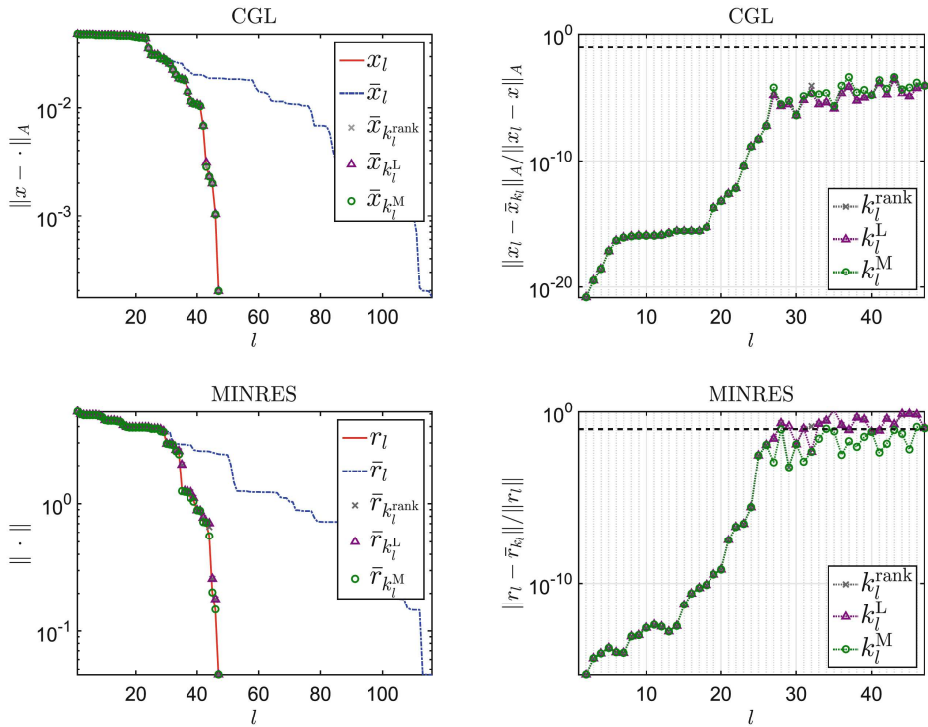 CGL
‖x − ·‖_A
10^{-2}
10^{-3}
20 40 60 80 100
l
x_l
x̄_l
x̄_{k_l^{rank}}
x̄_{k_l^L}
x̄_{k_l^M}
CGL
‖x_l − x̄_{k_l}‖_A/‖x_l − x‖_A
10^0
10^{-10}
10^{-20}
10 20 30 40
l
k_l^{rank}
k_l^L
k_l^M
MINRES
‖ · ‖
10^0
10^{-1}
20 40 60 80 100
l
r_l
r̄_l
r̄_{k_l^{rank}}
r̄_{k_l^L}
r̄_{k_l^M}
MINRES
‖r_l − r̄_{k_l}‖/‖r_l‖
10^0
10^{-10}
10 20 30 40
l
k_l^{rank}
k_l^L
k_l^M